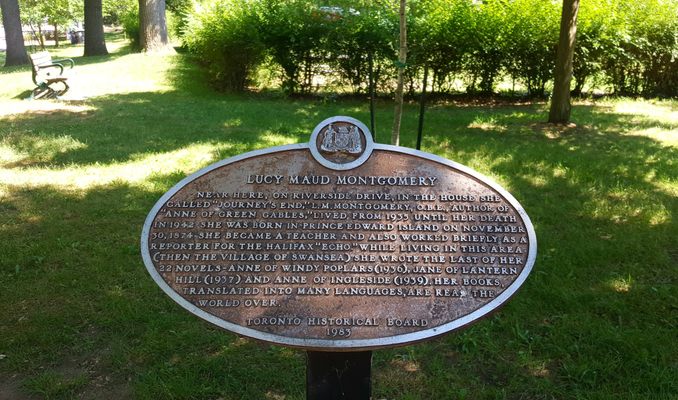 LUCY MAUD MONTGOMERY
NEAR HERE, ON RIVERSIDE DRIVE, IN THE HOUSE SHE
CALLED "JOURNEY'S END", L.M. MONTGOMERY, O.B.E., AUTHOR OF
"ANNE OF GREEN GABLES," LIVED FROM 1935 UNTIL HER DEATH
IN 1942. SHE WAS BORN IN PRINCE EDWARD ISLAND ON NOVEMBER
30, 1874. SHE BECAME A TEACHER AND ALSO WORKED BRIEFLY AS A
REPORTER FOR THE HALIFAX "ECHO." WHILE LIVING IN THIS AREA
(THEN THE VILLAGE OF SWANSEA) SHE WROTE THE LAST OF HER
22 NOVELS - ANNE OF WINDY POPLARS (1936), JANE OF LANTERN
HILL (1937) AND ANNE OF INGLESIDE (1939). HER BOOKS,
TRANSLATED INTO MANY LANGUAGES, ARE READ THE
WORLD OVER.
TORONTO HISTORICAL BOARD
1983